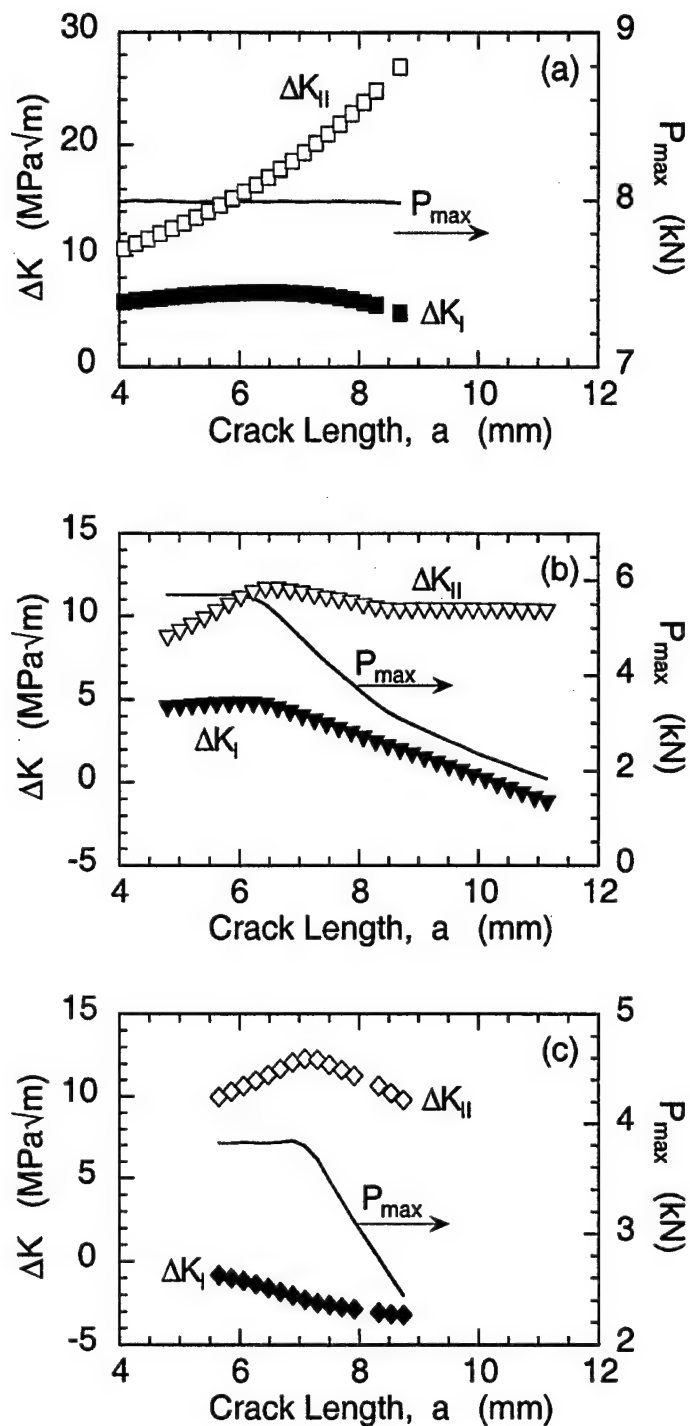 30
20
10
0
9
8
7
(a)
ΔK_II
P_max
ΔK_I
ΔK (MPa√m)
P_max (kN)
4 6 8 10 12
Crack Length, a (mm)
15
10
5
0
-5
6
4
2
0
(b)
ΔK_II
P_max
ΔK_I
ΔK (MPa√m)
P_max (kN)
4 6 8 10 12
Crack Length, a (mm)
15
10
5
0
-5
5
4
3
2
(c)
ΔK_II
P_max
ΔK_I
ΔK (MPa√m)
P_max (kN)
4 6 8 10 12
Crack Length, a (mm)